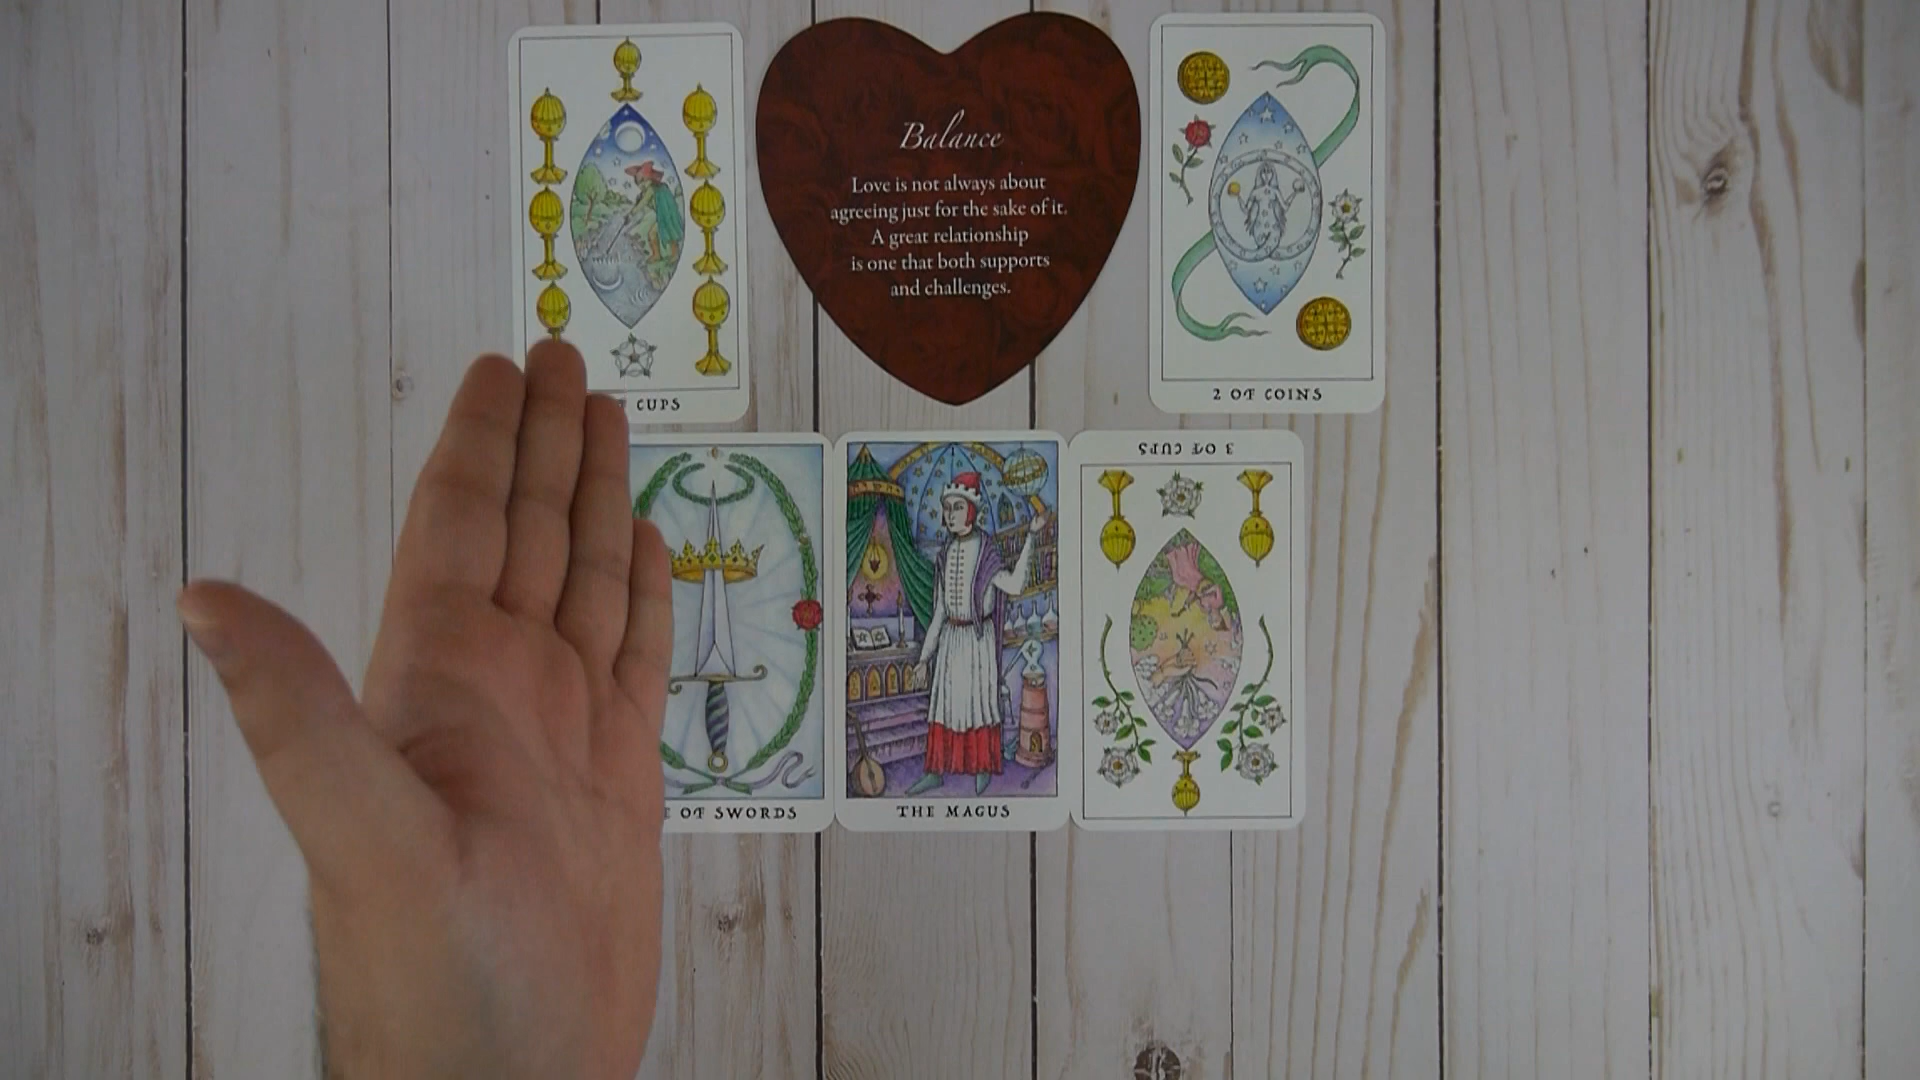 Balance
Love is not always about
agreeing just for the sake of it.
A great relationship
is one that both supports
and challenges.
CUPS
2 OF COINS
3 OF CUPS
OF SWORDS
THE MAGUS